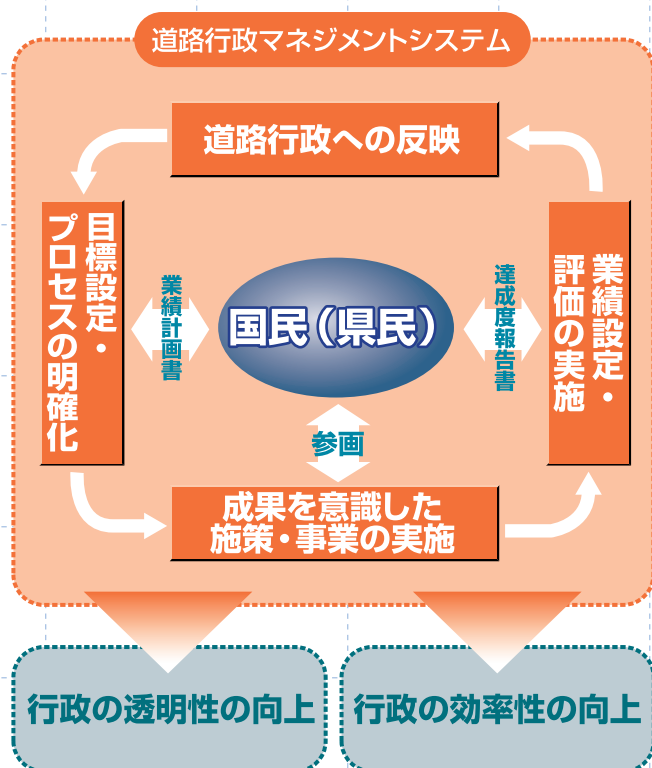 道路行政マネジメントシステム
道路行政への反映
目標設定・
プロセスの明確化
業績計画書
国民（県民）
達成度報告書
業績設定・
評価の実施
参画
成果を意識した
施策・事業の実施
行政の透明性の向上
行政の効率性の向上